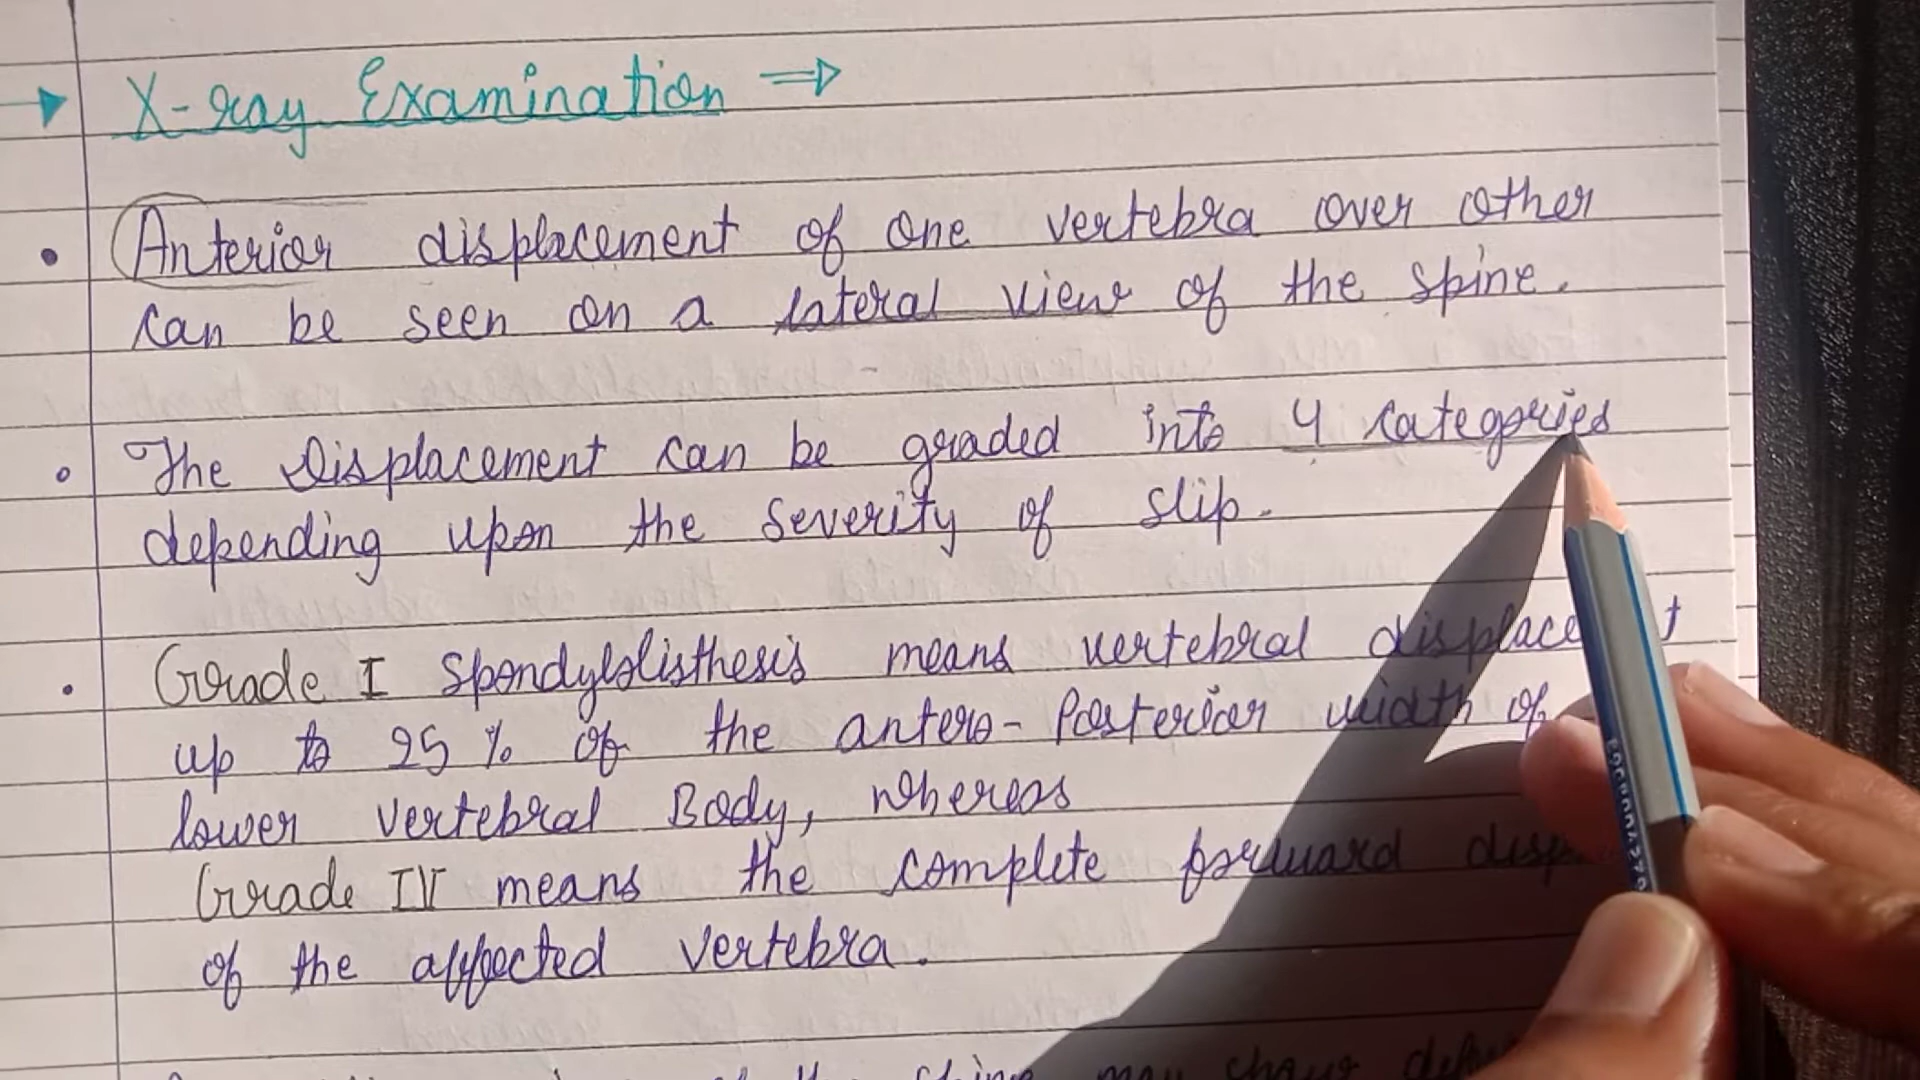 X-ray Examination ⇒
Anterior displacement of one vertebra over other
can be seen on a lateral view of the spine.
The Displacement can be graded into 4 categories
depending upon the severity of slip.
Grade I spondylolisthesis means vertebral
up to 25% of the antero-Posterior width of
lower vertebral Body, whereas
Grade IV means the complete forward
of the affected vertebra.
of the may